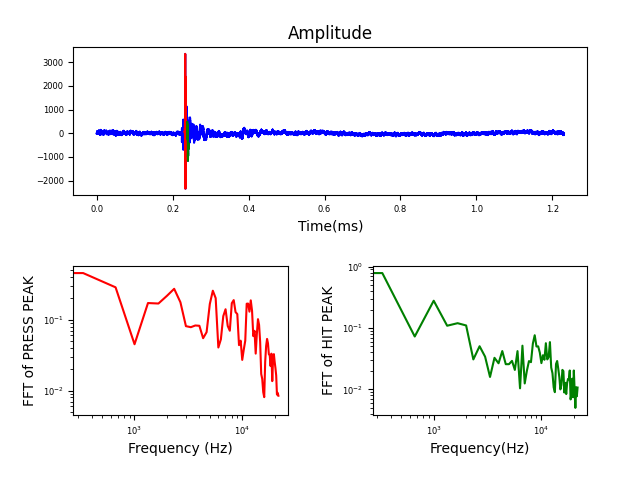 Amplitude
3000
2000
1000
0
−1000
−2000
0.0 0.2 0.4 0.6 0.8 1.0 1.2
Time(ms)
FFT of PRESS PEAK
10⁻¹
10⁻²
10³ 10⁴
Frequency (Hz)
FFT of HIT PEAK
10⁰
10⁻¹
10⁻²
10³ 10⁴
Frequency(Hz)